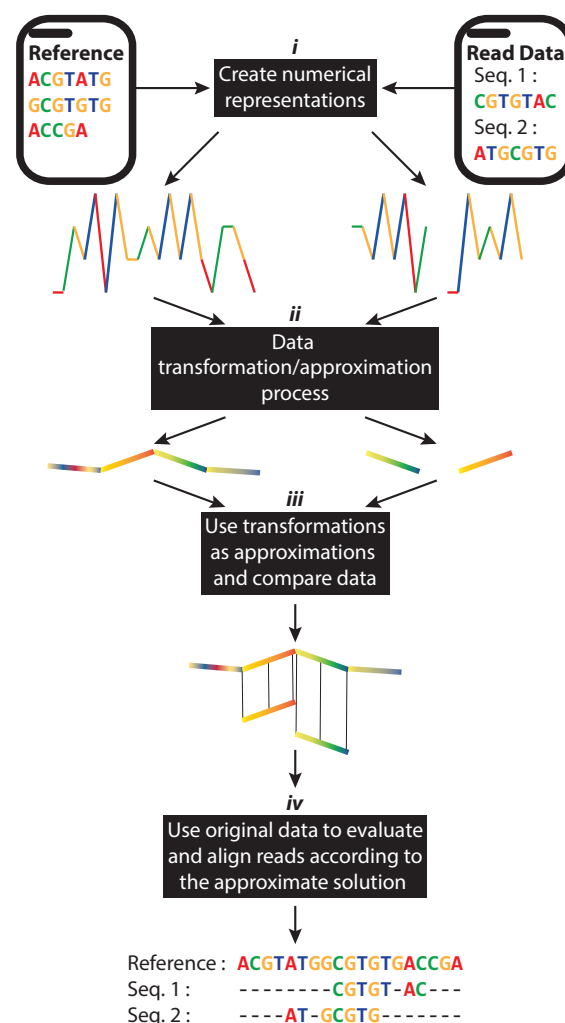 Reference
ACGTATG
GCGTGTG
ACCGA
i
Create numerical
representations
Read Data
Seq. 1 :
CGTGTAC
Seq. 2 :
ATGCGTG
ii
Data
transformation/approximation
process
iii
Use transformations
as approximations
and compare data
iv
Use original data to evaluate
and align reads according to
the approximate solution
Reference : ACGTATGGCGTGTGACCGA
Seq. 1 : --------CGTGT-AC---
Seq. 2 : ----AT-GCGTG-------